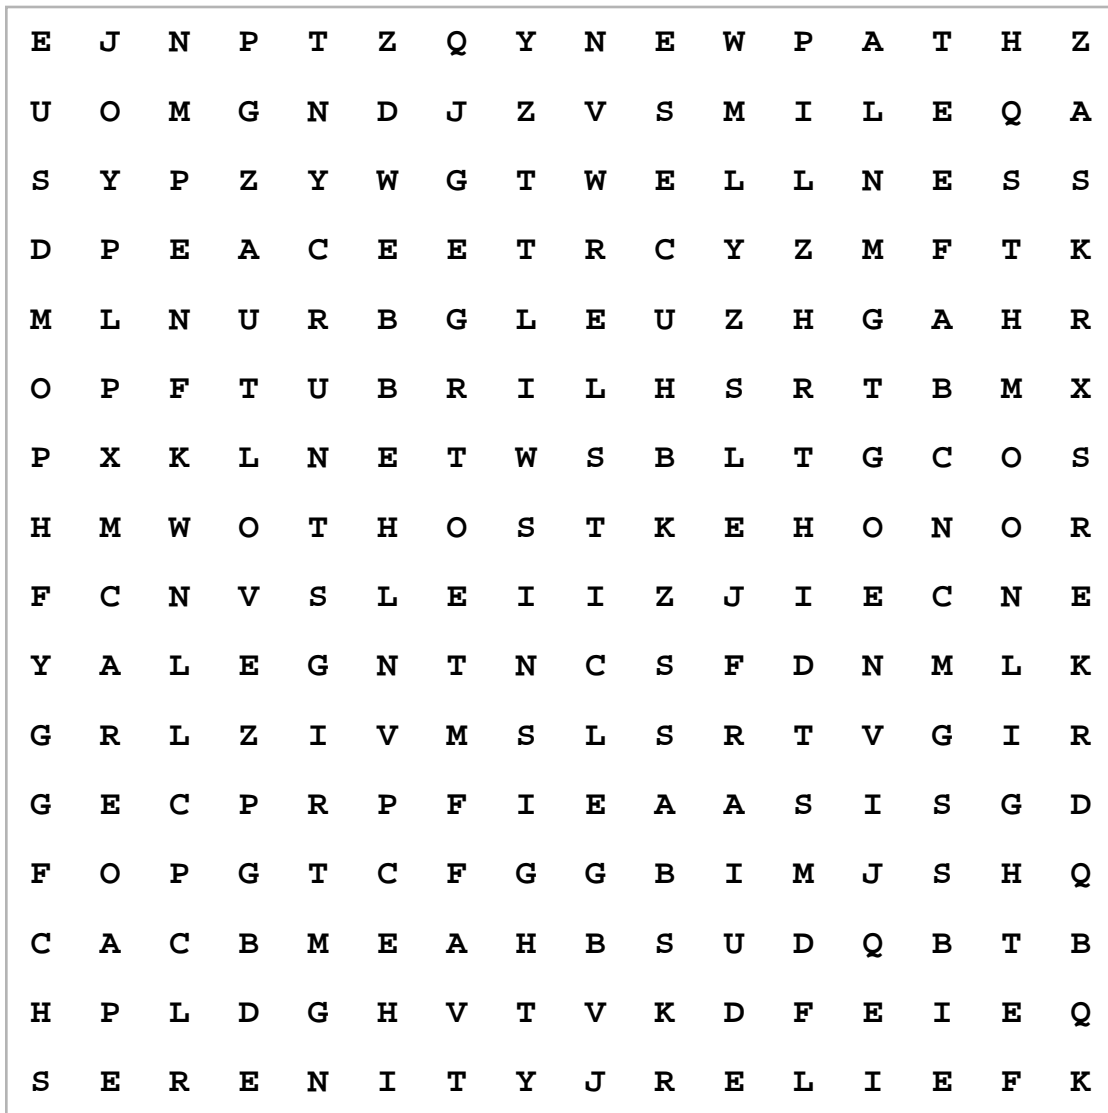 E J N P T Z Q Y N E W P A T H Z
U O M G N D J Z V S M I L E Q A
S Y P Z Y W G T W E L L N E S S
D P E A C E E T R C Y Z M F T K
M L N U R B G L E U Z H G A H R
O P F T U B R I L H S R T B M X
P X K L N E T W S B L T G C O S
H M W O T H O S T K E H O N O R
F C N V S L E I I Z J I E C N E
Y A L E G N T N C S F D N M L K
G R L Z I V M S L S R T V G I R
G E C P R P F I E A A S I S G D
F O P G T C F G G B I M J S H Q
C A C B M E A H B S U D Q B T B
H P L D G H V T V K D F E I E Q
S E R E N I T Y J R E L I E F K